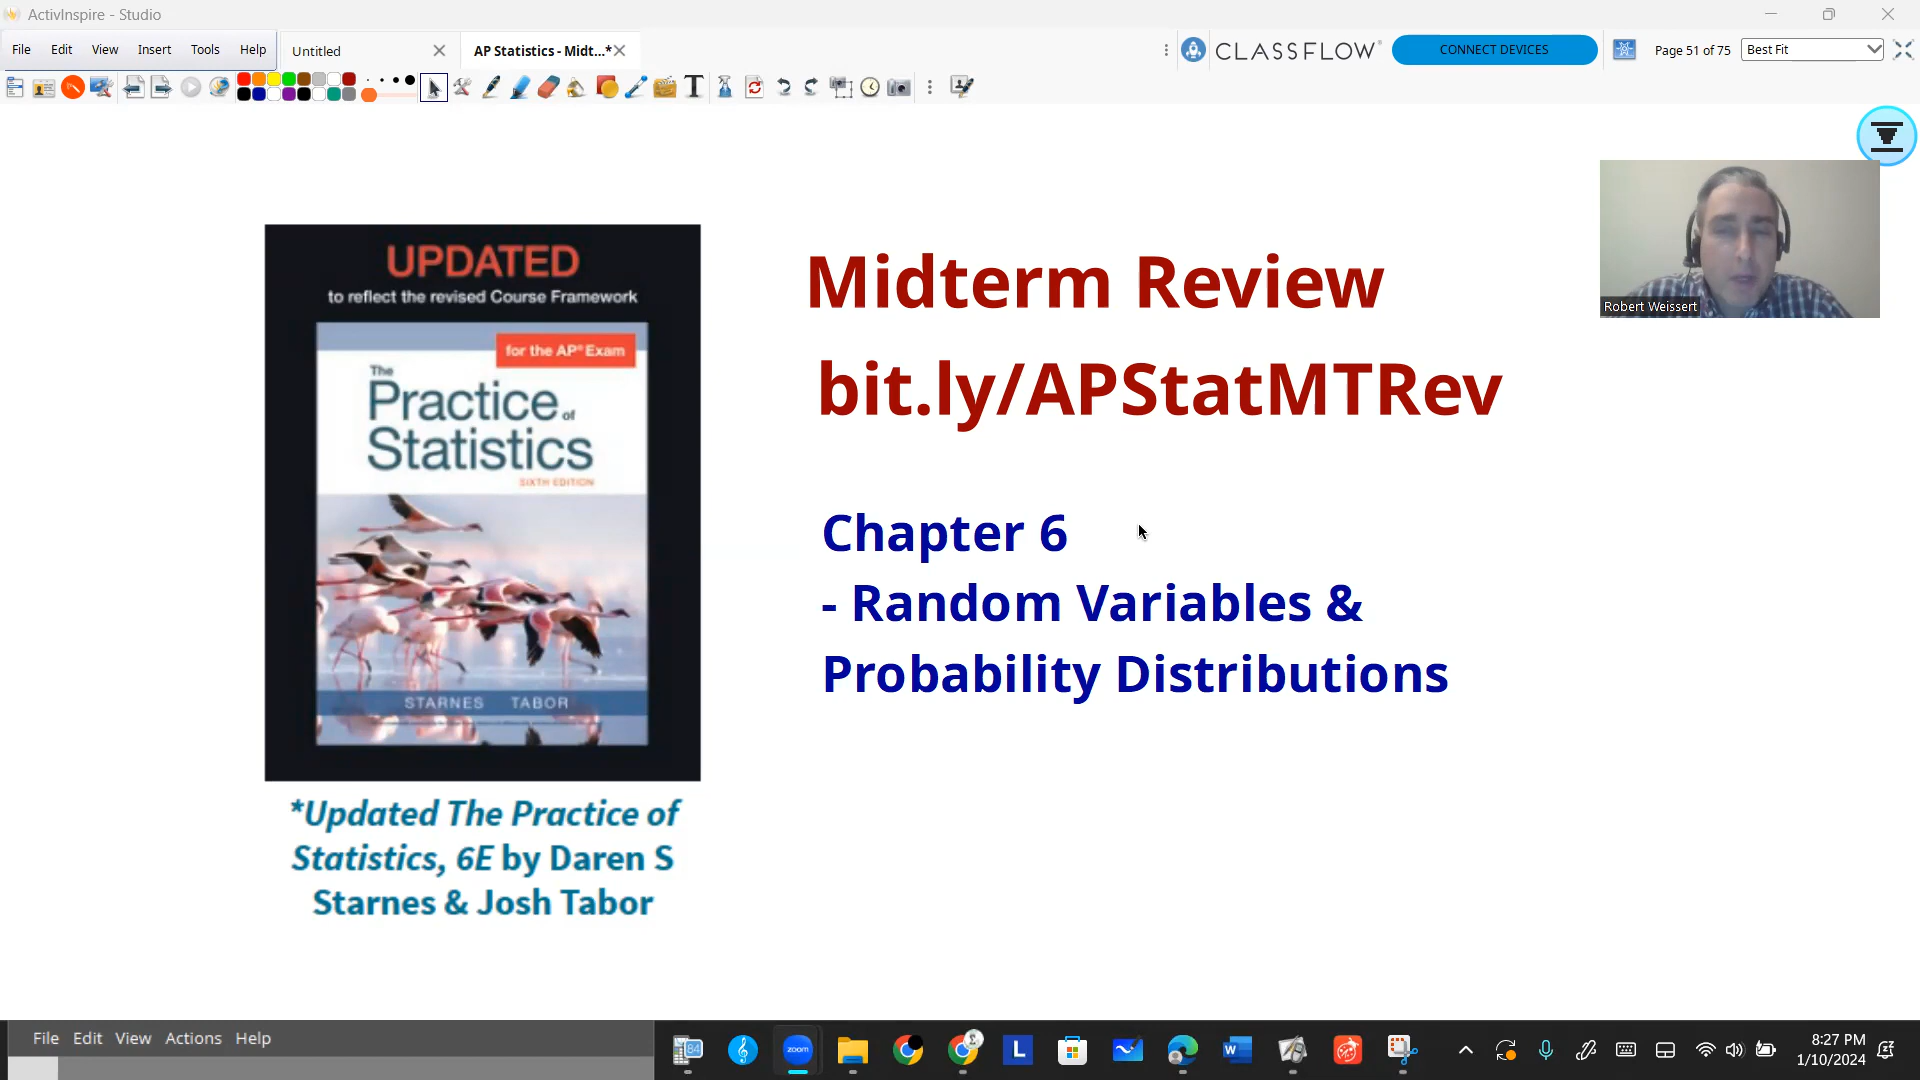 ActivInspire - Studio
File Edit View Insert Tools Help
Untitled
AP Statistics - Midt...*
CLASSFLOW
CONNECT DEVICES
Page 51 of 75
Best Fit
UPDATED
to reflect the revised Course Framework
for the AP® Exam
The
Practice of
Statistics
SIXTH EDITION
STARNES TABOR
*Updated The Practice of
Statistics, 6E by Daren S
Starnes & Josh Tabor
Midterm Review
bit.ly/APStatMTRev
Chapter 6
- Random Variables &
Probability Distributions
Robert Weissert
File Edit View Actions Help
84
zoom
L
W
8:27 PM
1/10/2024